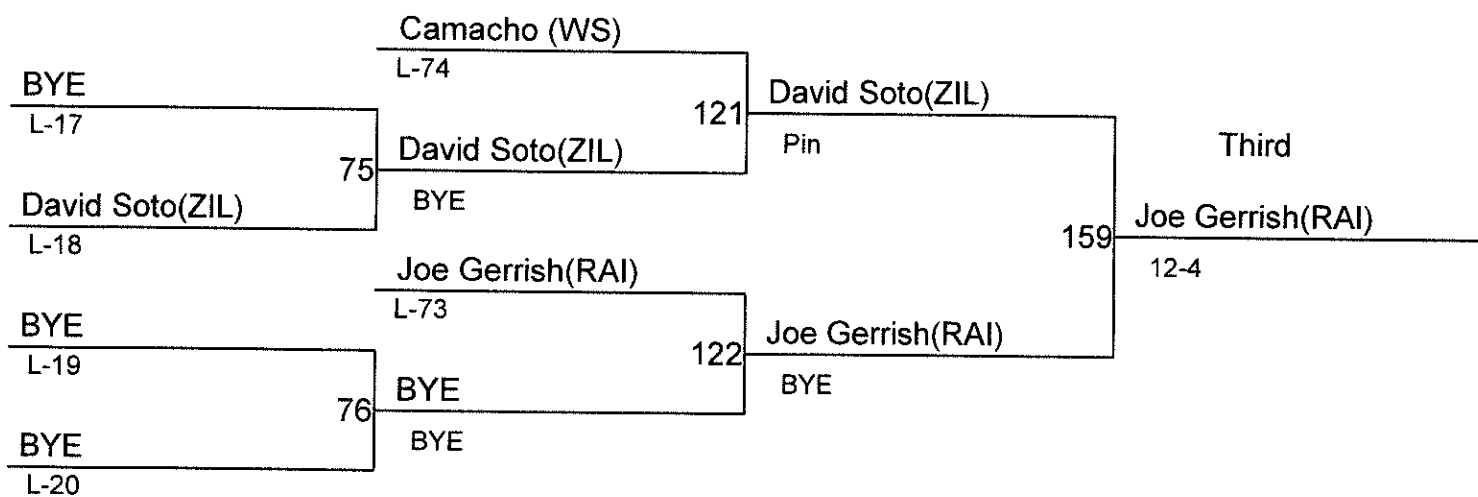 Camacho (WS)
L-74
BYE
L-17
121
David Soto(ZIL)
Pin
Third
75
David Soto(ZIL)
BYE
David Soto(ZIL)
L-18
159
Joe Gerrish(RAI)
12-4
Joe Gerrish(RAI)
L-73
BYE
L-19
122
Joe Gerrish(RAI)
BYE
76
BYE
BYE
BYE
L-20